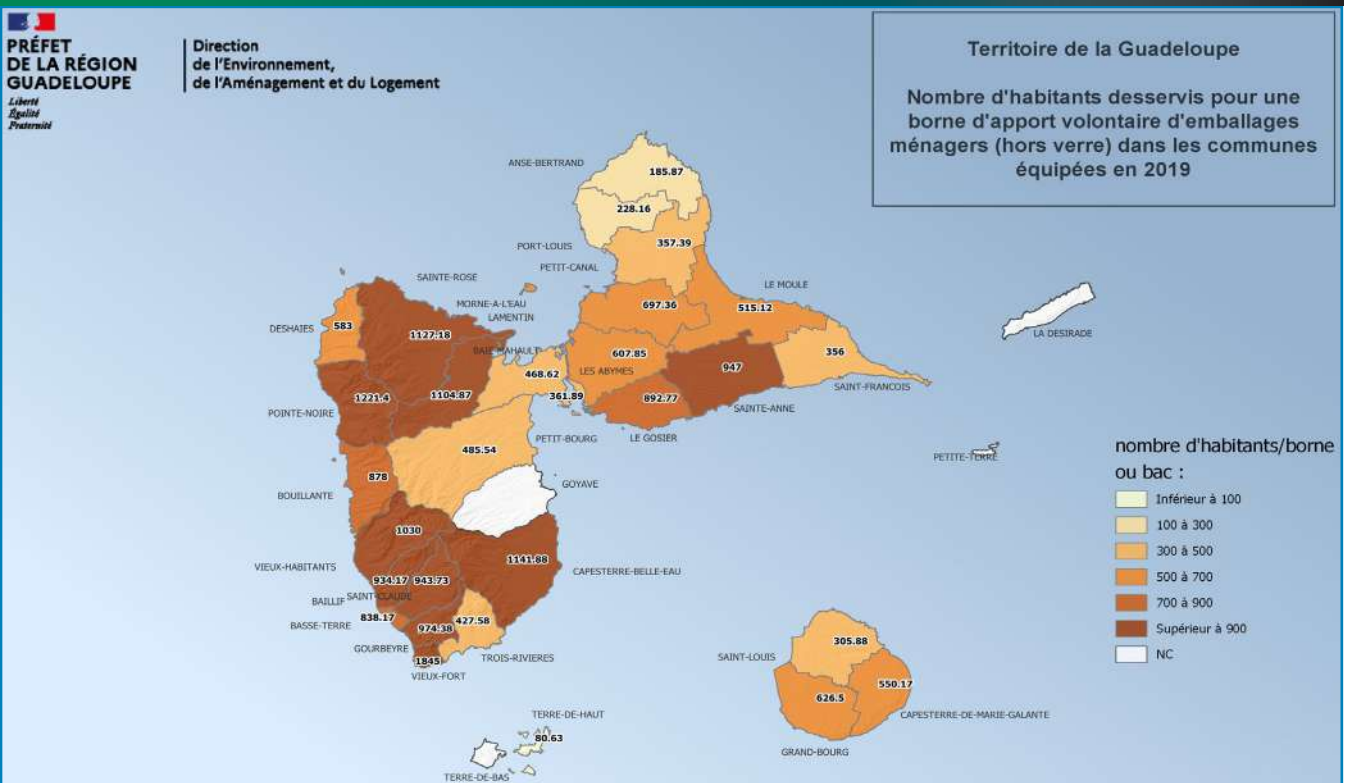 PRÉFET
DE LA RÉGION
GUADELOUPE
Liberté
Égalité
Fraternité
Direction
de l'Environnement,
de l'Aménagement et du Logement
Territoire de la Guadeloupe
Nombre d'habitants desservis pour une
borne d'apport volontaire d'emballages
ménagers (hors verre) dans les communes
équipées en 2019
ANSE-BERTRAND
185.87
228.16
PORT-LOUIS
357.39
PETIT-CANAL
SAINTE-ROSE
LE MOULE
MORNE-A-L'EAU
697.36
515.12
LAMENTIN
DESHAIES
583
1127.18
LA DESIRADE
BAIE-MAHAULT
607.85
356
468.62
LES ABYMES
947
SAINT-FRANCOIS
1221.4
1104.87
361.89
892.77
SAINTE-ANNE
POINTE-NOIRE
LE GOSIER
PETIT-BOURG
485.54
PETITE-TERRE
878
GOYAVE
BOUILLANTE
1030
1141.88
VIEUX-HABITANTS
CAPESTERRE-BELLE-EAU
934.17
943.73
BAILLIF
SAINT-CLAUDE
838.17
427.58
BASSE-TERRE
974.38
GOURBEYRE
1845
TROIS-RIVIERES
VIEUX-FORT
305.88
SAINT-LOUIS
550.17
626.5
CAPESTERRE-DE-MARIE-GALANTE
GRAND-BOURG
TERRE-DE-HAUT
80.63
TERRE-DE-BAS
nombre d'habitants/borne
ou bac :
Inférieur à 100
100 à 300
300 à 500
500 à 700
700 à 900
Supérieur à 900
NC